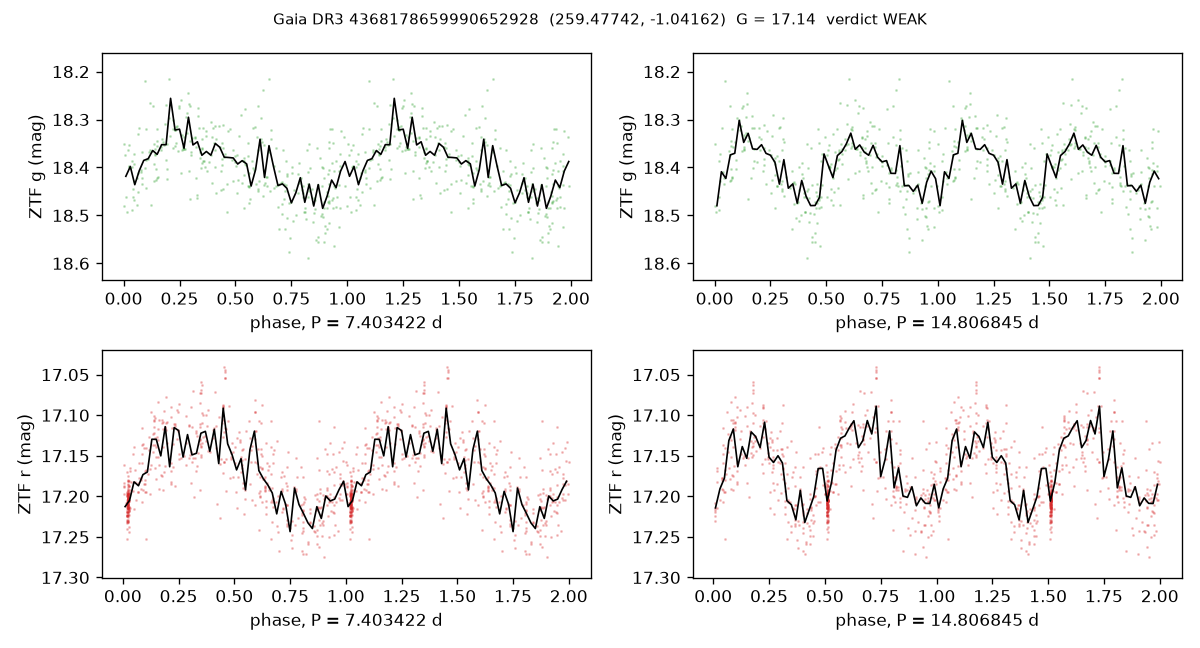 Gaia DR3 4368178659990652928 (259.47742, -1.04162) G = 17.14 verdict WEAK
ZTF g (mag)
18.2
18.3
18.4
18.5
18.6
0.00 0.25 0.50 0.75 1.00 1.25 1.50 1.75 2.00
phase, P = 7.403422 d
ZTF g (mag)
18.2
18.3
18.4
18.5
18.6
0.00 0.25 0.50 0.75 1.00 1.25 1.50 1.75 2.00
phase, P = 14.806845 d
ZTF r (mag)
17.05
17.10
17.15
17.20
17.25
17.30
0.00 0.25 0.50 0.75 1.00 1.25 1.50 1.75 2.00
phase, P = 7.403422 d
ZTF r (mag)
17.05
17.10
17.15
17.20
17.25
17.30
0.00 0.25 0.50 0.75 1.00 1.25 1.50 1.75 2.00
phase, P = 14.806845 d